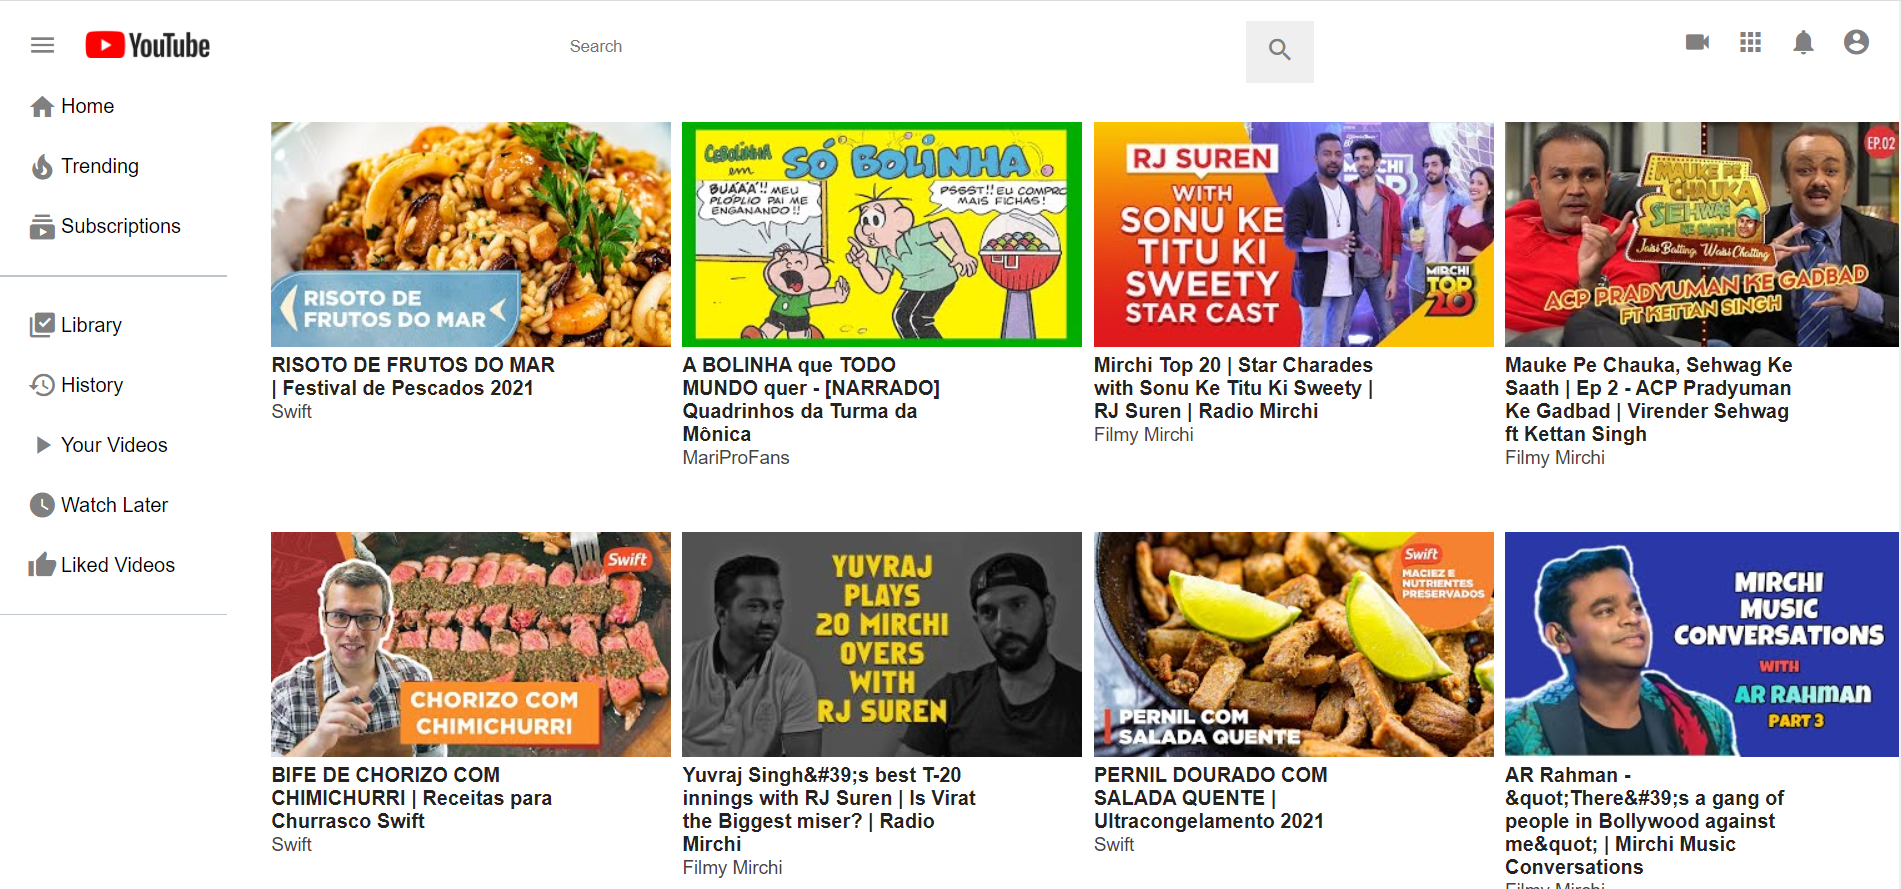 YouTube
Search
Home
Trending
Subscriptions
Library
History
Your Videos
Watch Later
Liked Videos
RISOTO DE
FRUTOS DO MAR
RISOTO DE FRUTOS DO MAR
| Festival de Pescados 2021
Swift
CEBOLINHA
em
SÓ BOLINHA
BUÁÁÁ!! MEU
PLOPLIO PAI ME
ENGANANDO!!
PSSST!! EU COMPRO
MAIS FICHAS!
A BOLINHA que TODO
MUNDO quer - [NARRADO]
Quadrinhos da Turma da
Mônica
MariProFans
RJ SUREN
WITH
SONU KE
TITU KI
SWEETY
STAR CAST
MIRCHI
TOP
20
Mirchi Top 20 | Star Charades
with Sonu Ke Titu Ki Sweety |
RJ Suren | Radio Mirchi
Filmy Mirchi
EP.02
MAUKE PE
CHAUKA
SEHWAG
KE SAATH
Jaisi Batting, Waisi Chatting
ACP PRADYUMAN KE GADBAD
FT KETTAN SINGH
Mauke Pe Chauka, Sehwag Ke
Saath | Ep 2 - ACP Pradyuman
Ke Gadbad | Virender Sehwag
ft Kettan Singh
Filmy Mirchi
Swift
CHORIZO COM
CHIMICHURRI
BIFE DE CHORIZO COM
CHIMICHURRI | Receitas para
Churrasco Swift
Swift
YUVRAJ
PLAYS
20 MIRCHI
OVERS
WITH
RJ SUREN
Yuvraj Singh&#39;s best T-20
innings with RJ Suren | Is Virat
the Biggest miser? | Radio
Mirchi
Filmy Mirchi
Swift
MACIEZ E
NUTRIENTES
PRESERVADOS
PERNIL COM
SALADA QUENTE
PERNIL DOURADO COM
SALADA QUENTE |
Ultracongelamento 2021
Swift
MIRCHI
MUSIC
CONVERSATIONS
WITH
AR RAHMAN
PART 3
AR Rahman -
&quot;There&#39;s a gang of
people in Bollywood against
me&quot; | Mirchi Music
Conversations
Filmy Mirchi